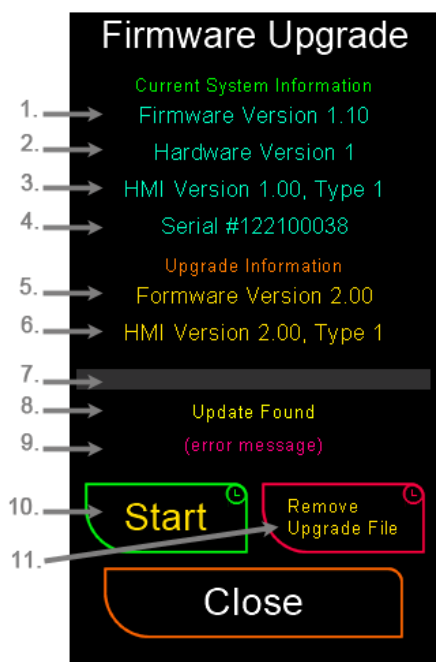 Firmware Upgrade
Current System Information
1. Firmware Version 1.10
2. Hardware Version 1
3. HMI Version 1.00, Type 1
4. Serial #122100038
Upgrade Information
5. Formware Version 2.00
6. HMI Version 2.00, Type 1
7.
8. Update Found
9. (error message)
10. Start
Remove
Upgrade File
11.
Close